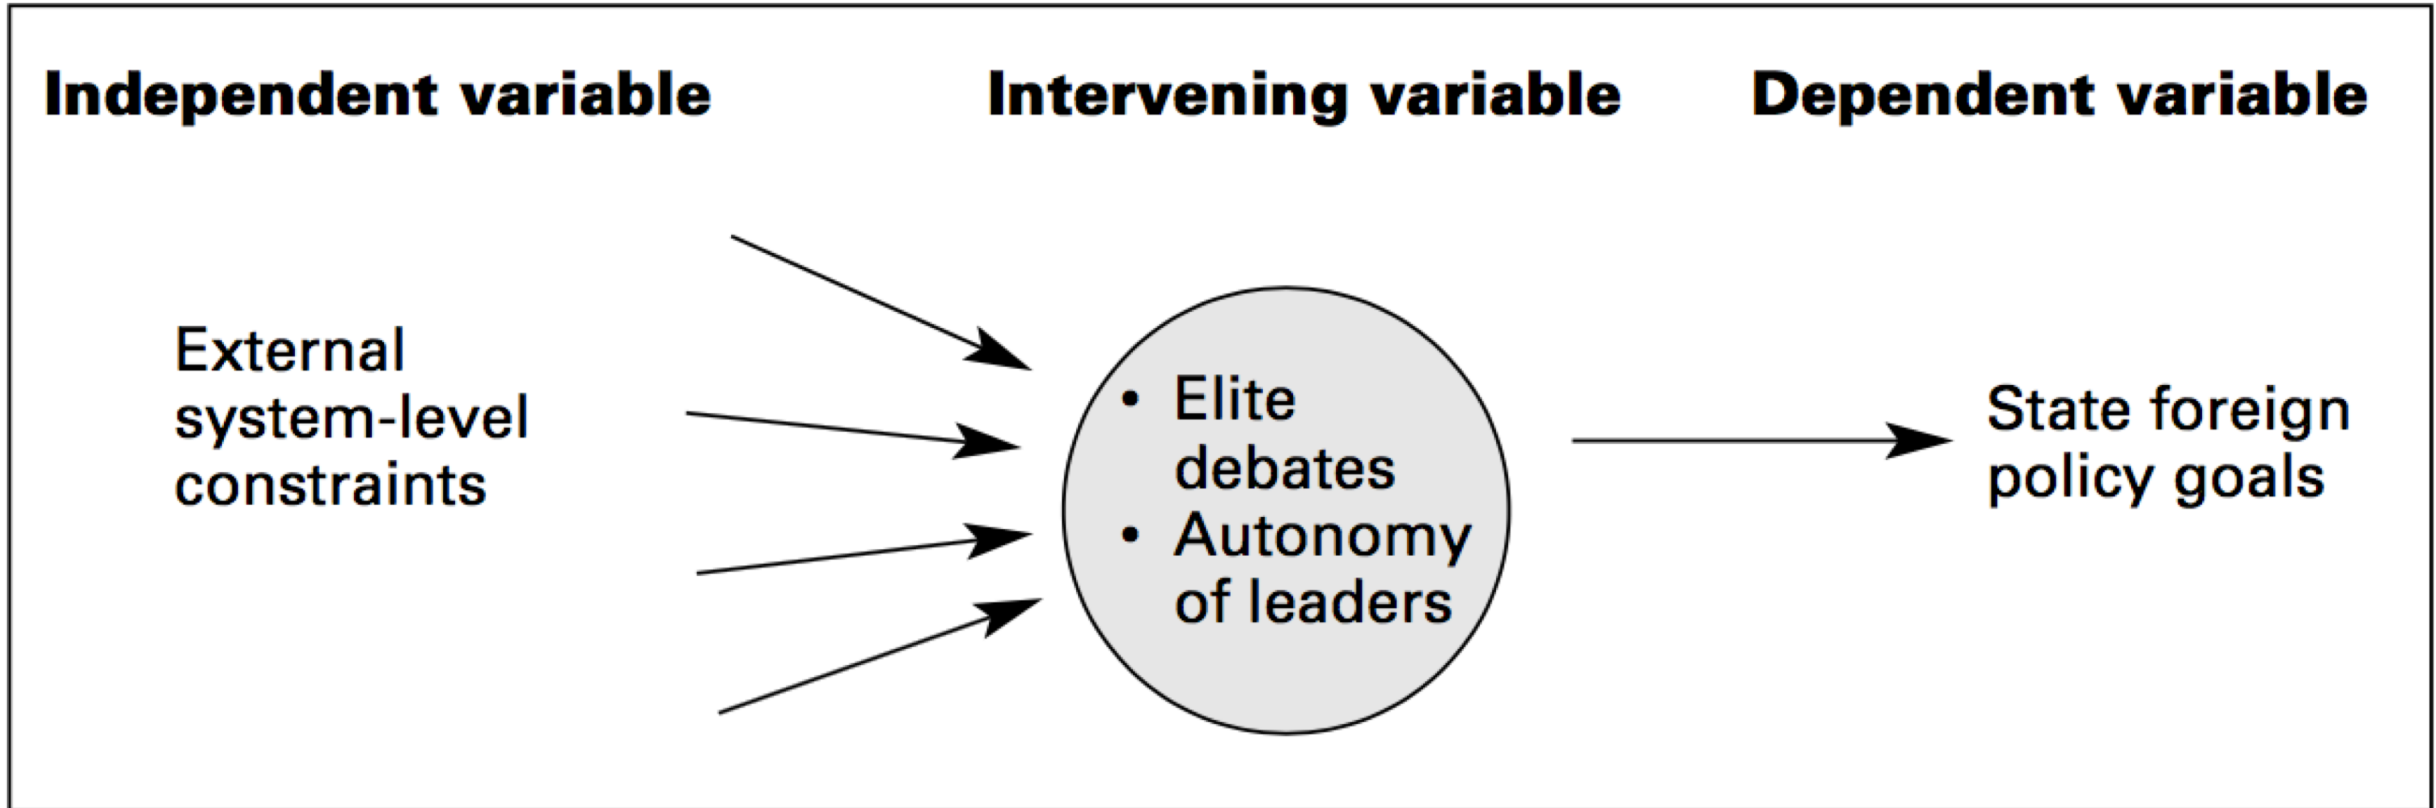 Independent variable
Intervening variable
Dependent variable
External
system-level
constraints
• Elite
debates
• Autonomy
of leaders
State foreign
policy goals